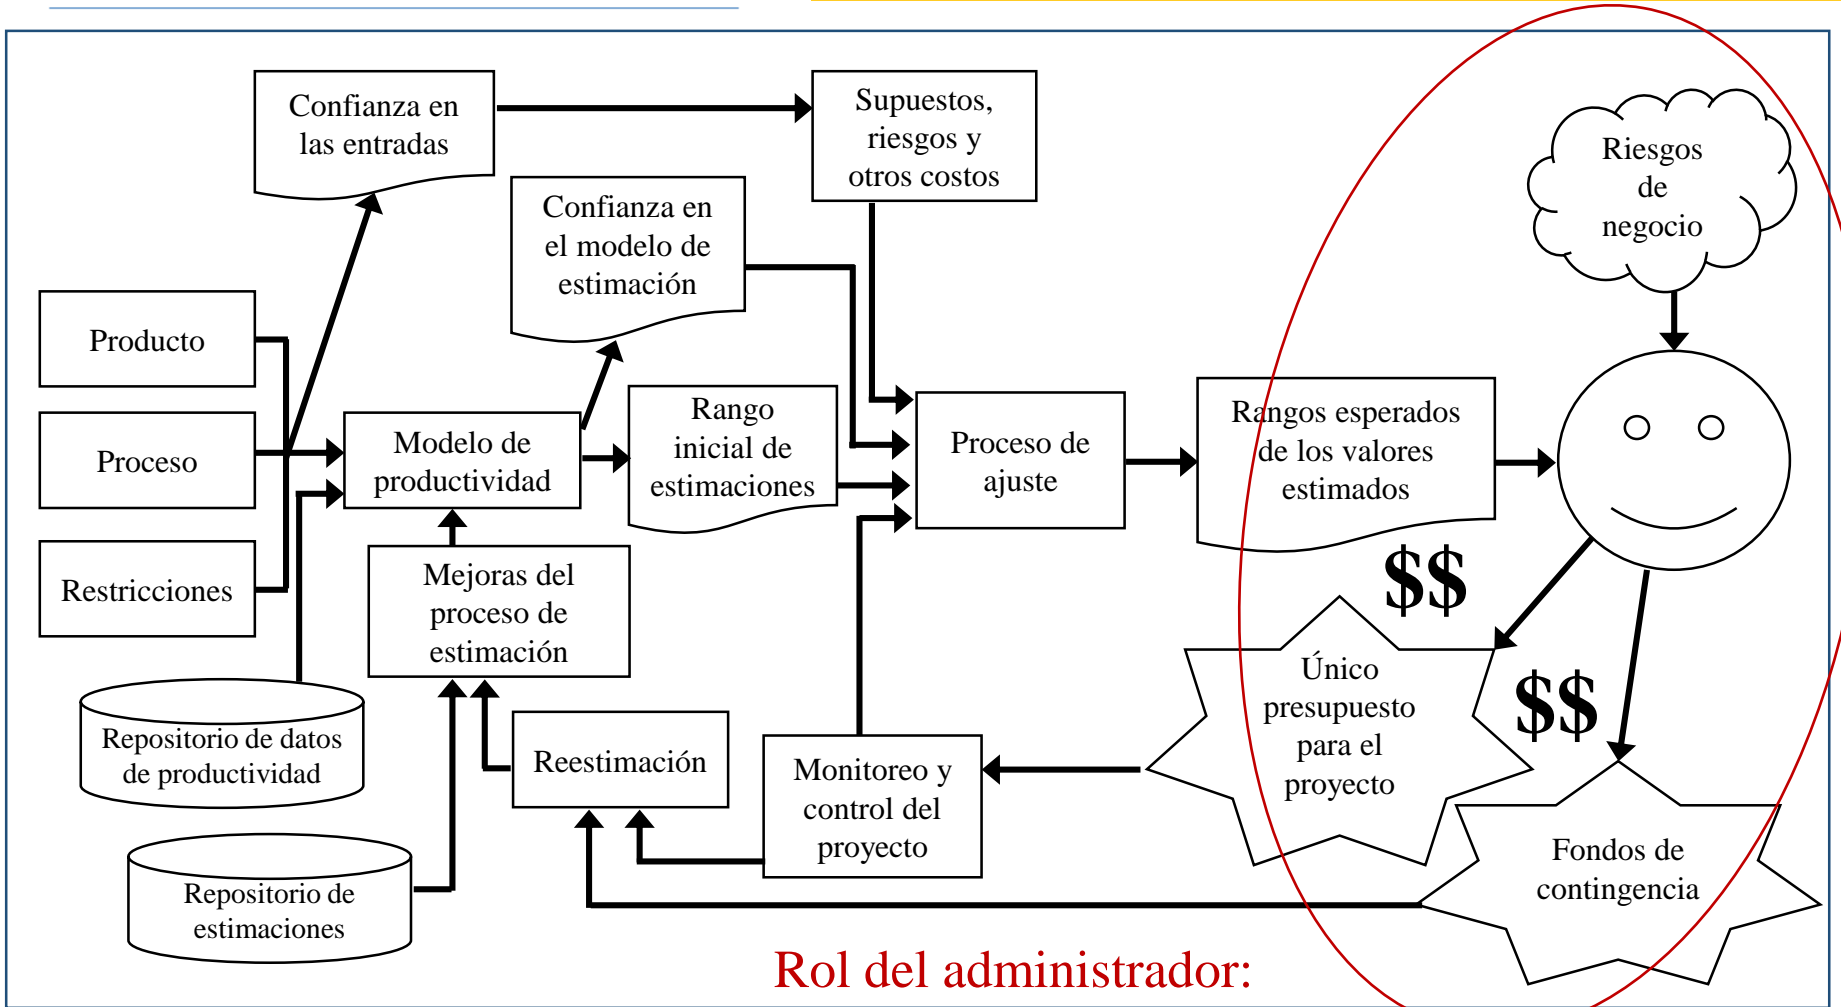 Confianza en
las entradas
Supuestos,
riesgos y
otros costos
Riesgos
de
negocio
Confianza en
el modelo de
estimación
Producto
Proceso
Restricciones
Modelo de
productividad
Rango
inicial de
estimaciones
Proceso de
ajuste
Rangos esperados
de los valores
estimados
$$
$$
Mejoras del
proceso de
estimación
Único
presupuesto
para el
proyecto
Repositorio de datos
de productividad
Reestimación
Monitoreo y
control del
proyecto
Fondos de
contingencia
Repositorio de
estimaciones
Rol del administrador: